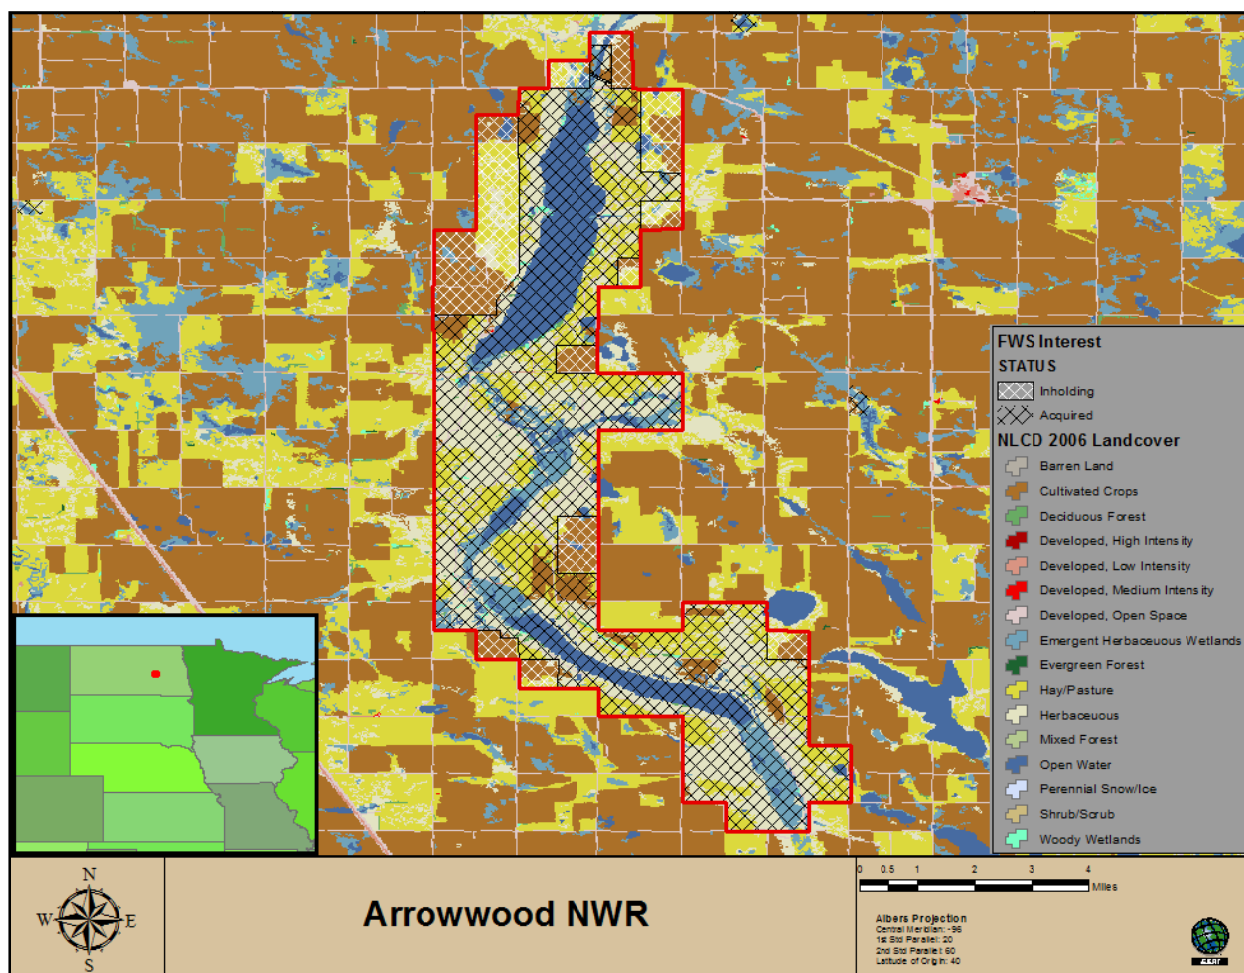 FWS Interest
STATUS
Inholding
Acquired
NLCD 2006 Landcover
Barren Land
Cultivated Crops
Deciduous Forest
Developed, High Intensity
Developed, Low Intensity
Developed, Medium Intensity
Developed, Open Space
Emergent Herbaceuous Wetlands
Evergreen Forest
Hay/Pasture
Herbaceuous
Mixed Forest
Open Water
Perennial Snow/Ice
Shrub/Scrub
Woody Wetlands
N
W E
S
Arrowwood NWR
0 0.5 1 2 3 4
Miles
Albers Projection
Central Meridian: -96
1st Std Parallel: 20
2nd Std Parallel: 60
Latitude of Origin: 40